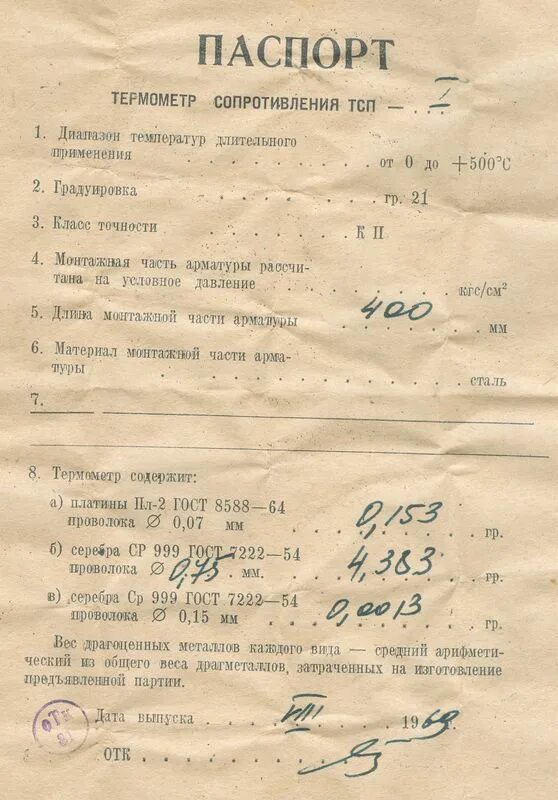 ПАСПОРТ
ТЕРМОМЕТР СОПРОТИВЛЕНИЯ ТСП — I
1. Диапазон температур длительного
применения . . . . . . . . . от 0 до +500°С
2. Градуировка . . . . . . . . гр. 21
3. Класс точности . . . . . . . К II
4. Монтажная часть арматуры рассчи-
тана на условное давление . . . . . . . кгс/см²
5. Длина монтажной части арматуры 400 мм
6. Материал монтажной части арма-
туры . . . . . . . . . . . . сталь
7.
8. Термометр содержит:
а) платины Пл-2 ГОСТ 8588—64
проволока ∅ 0,07 мм . . . 0,153 гр.
б) серебра СР 999 ГОСТ 7222—54
проволока ∅ 0,75 мм. . . . 4,383 гр.
в) серебра Ср 999 ГОСТ 7222—54
проволока ∅ 0,15 мм . . . 0,0013 гр.
Вес драгоценных металлов каждого вида — средний арифмети-
ческий из общего веса драгметаллов, затраченных на изготовление
предъявленной партии.
Дата выпуска . . . VIII . . . 1969
ОТК
81
ОТК . . . . . . . .